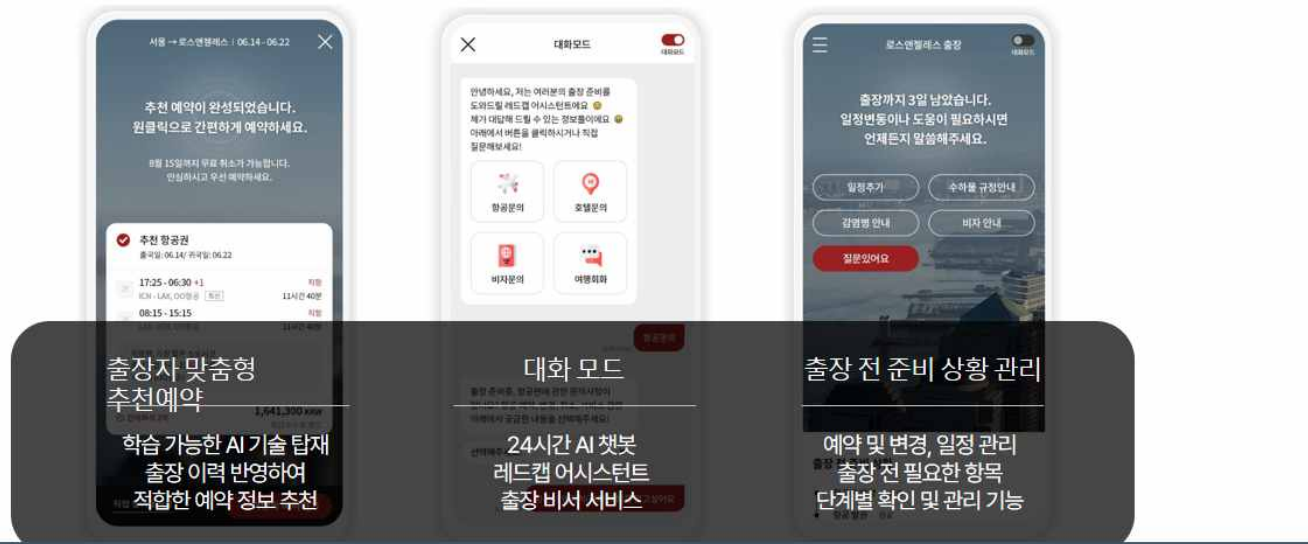 서울 → 로스앤젤레스 | 06.14 - 06.22
추천 예약이 완성되었습니다.
원클릭으로 간편하게 예약하세요.
8월 15일까지 무료 취소가 가능합니다.
안심하시고 우선 예약하세요.
추천 항공권
출국일: 06.14/ 귀국일: 06.22
17:25 - 06:30 +1 직항
ICN - LAX, OO항공 11시간 40분
08:15 - 15:15 직항
11시간 40분
1,641,300 KRW
출장자 맞춤형
추천예약
학습 가능한 AI 기술 탑재
출장 이력 반영하여
적합한 예약 정보 추천
대화모드
대화모드
안녕하세요, 저는 여러분의 출장 준비를
도와드릴 레드캡 어시스턴트에요
제가 대답해 드릴 수 있는 정보들이에요
아래에서 버튼을 클릭하시거나 직접
질문해보세요!
항공문의
호텔문의
비자문의
여행회화
항공문의
대화 모드
24시간 AI 챗봇
레드캡 어시스턴트
출장 비서 서비스
로스앤젤레스 출장
대화모드
출장까지 3일 남았습니다.
일정변동이나 도움이 필요하시면
언제든지 말씀해주세요.
일정추가
수하물 규정안내
감염병 안내
비자 안내
질문있어요
출장 전 준비 상황 관리
예약 및 변경, 일정 관리
출장 전 필요한 항목
단계별 확인 및 관리 기능